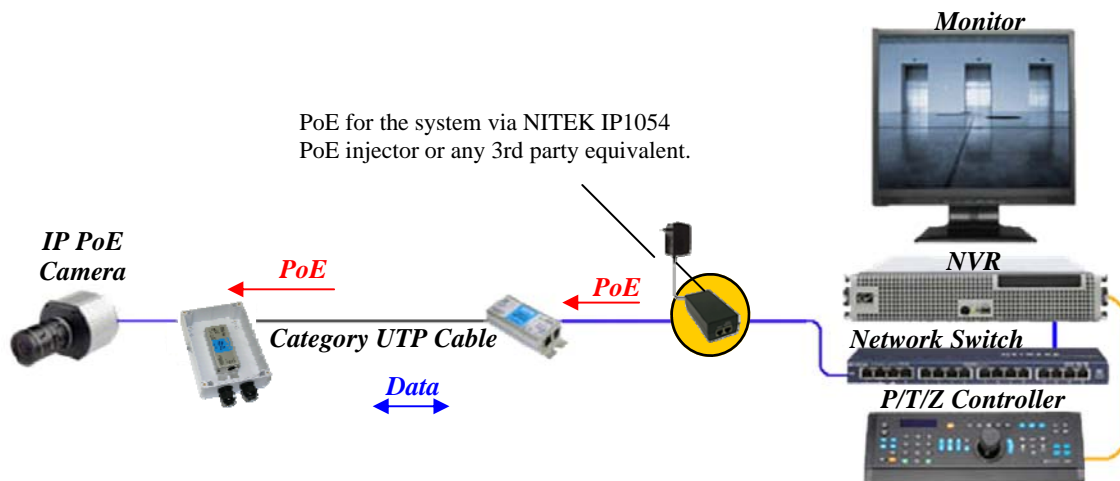 Monitor
PoE for the system via NITEK IP1054
PoE injector or any 3rd party equivalent.
IP PoE
Camera
PoE
PoE
NVR
Category UTP Cable
Network Switch
Data
P/T/Z Controller